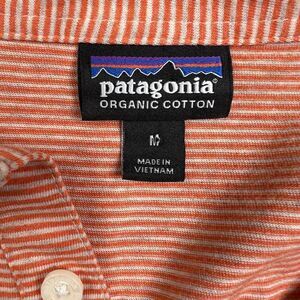 patagonia®
ORGANIC COTTON
M
MADE IN
VIETNAM